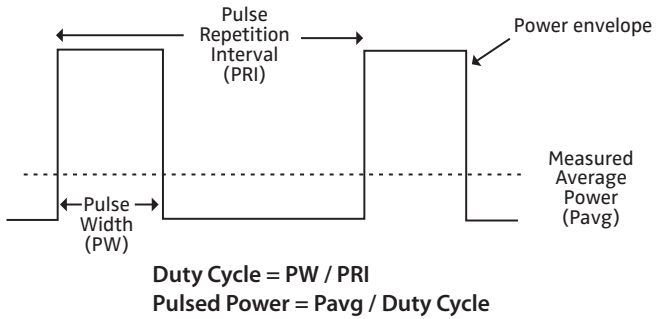 Pulse
Repetition
Interval
(PRI)
Power envelope
Measured
Average
Power
(Pavg)
Pulse
Width
(PW)
Duty Cycle = PW / PRI
Pulsed Power = Pavg / Duty Cycle